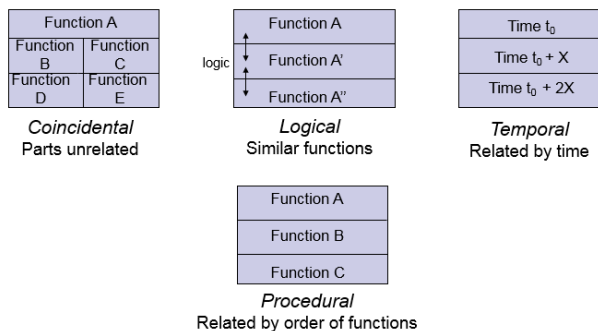 Function A
Function
B
Function
C
Function
D
Function
E
Coincidental
Parts unrelated
logic
Function A
Function A'
Function A''
Logical
Similar functions
Time t₀
Time t₀ + X
Time t₀ + 2X
Temporal
Related by time
Function A
Function B
Function C
Procedural
Related by order of functions